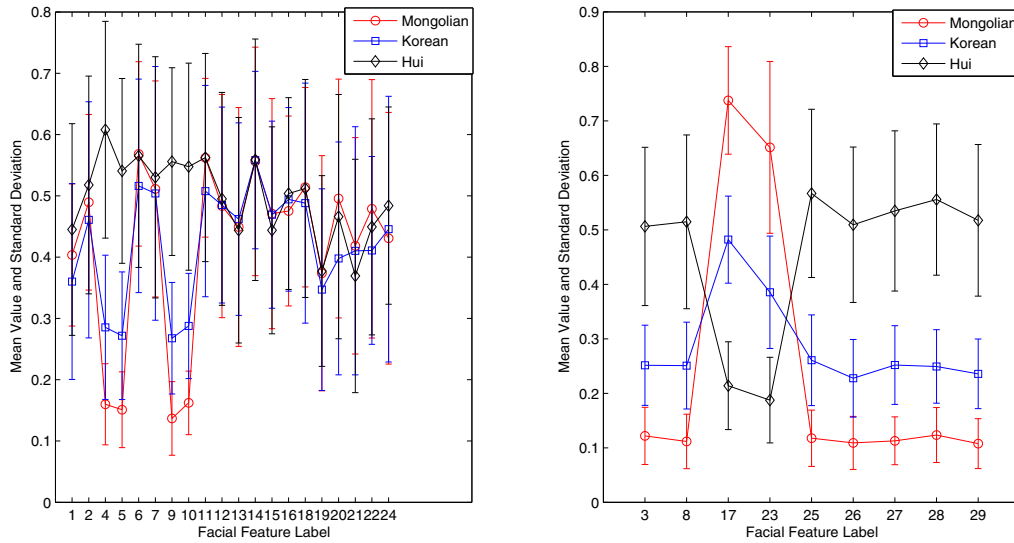 0.8
0.7
0.6
0.5
0.4
0.3
0.2
0.1
0
Mean Value and Standard Deviation
1 2 4 5 6 7 9 10 11 12 13 14 15 16 18 19 20 21 22 24
Facial Feature Label
Mongolian
Korean
Hui
0.9
0.8
0.7
0.6
0.5
0.4
0.3
0.2
0.1
0
Mean Value and Standard Deviation
3 8 17 23 25 26 27 28 29
Facial Feature Label
Mongolian
Korean
Hui